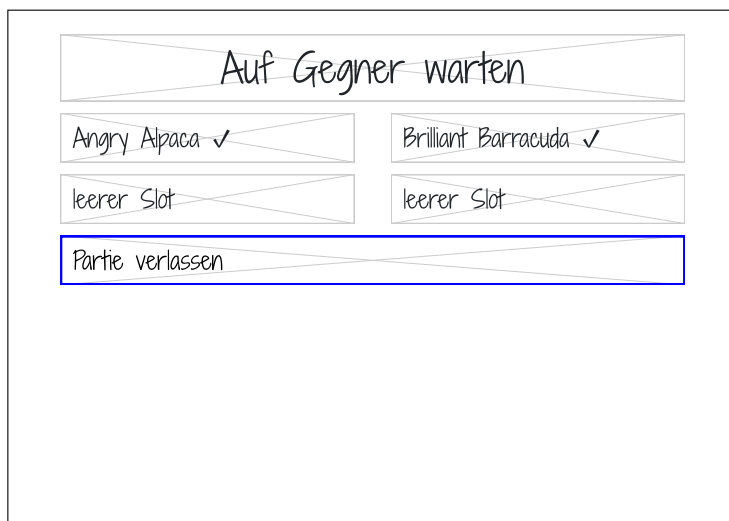 Auf Gegner warten
Angry Alpaca ✓
Brilliant Barracuda ✓
leerer Slot
leerer Slot
Partie verlassen